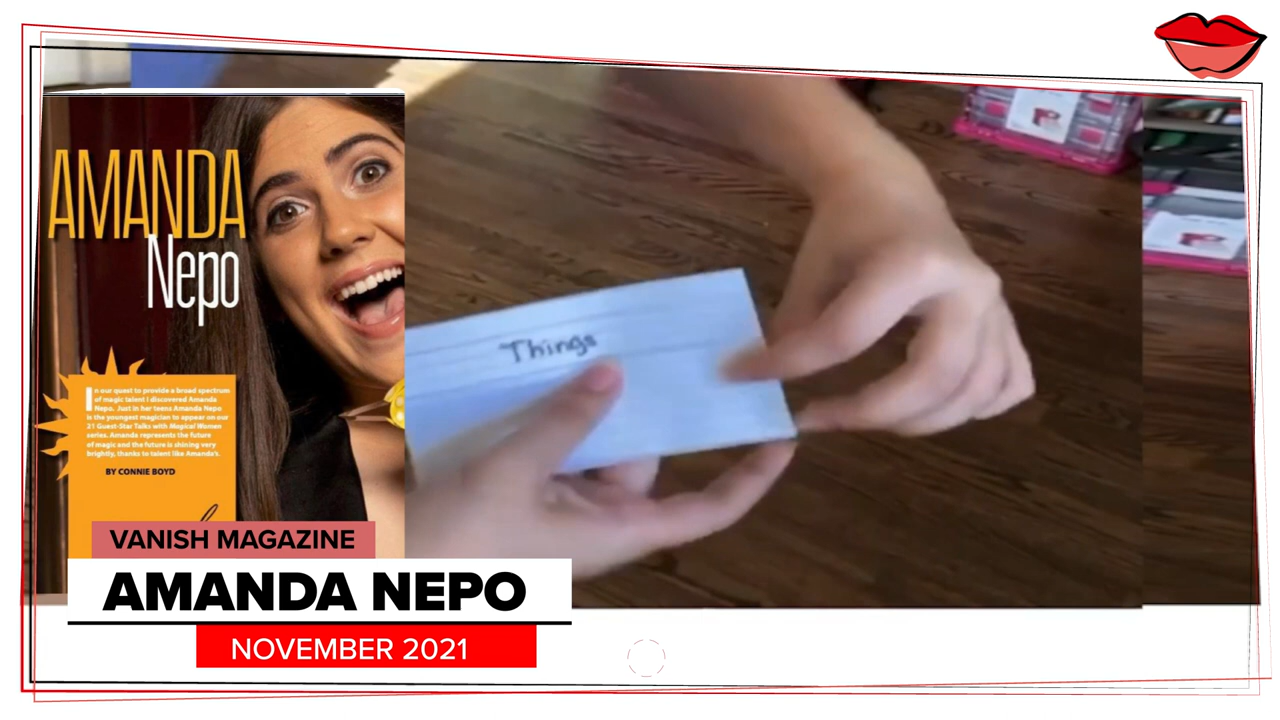 AMANDA
Nepo
In our quest to provide a broad spectrum
of magic talent I discovered Amanda
Nepo. Just in her teens Amanda Nepo
is the youngest magician to appear on our
31 Guest-Star Talks with Magical Women
series. Amanda represents the future
of magic and the future is shining very
brightly, thanks to talent like Amanda's.
BY CONNIE BOYD
Things
VANISH MAGAZINE
AMANDA NEPO
NOVEMBER 2021